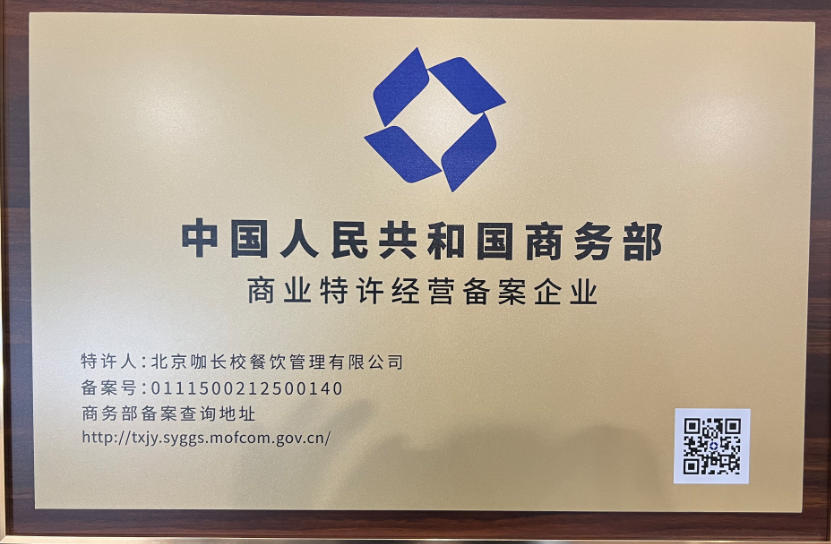 中国人民共和国商务部
商业特许经营备案企业
特许人：北京咖长校餐饮管理有限公司
备案号：0111500212500140
商务部备案查询地址
http://txjy.syggs.mofcom.gov.cn/